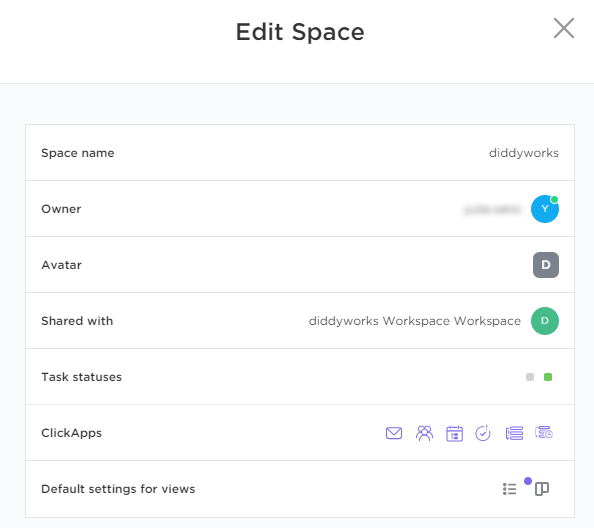 Edit Space
Space name diddyworks
Owner Y
Avatar D
Shared with diddyworks Workspace Workspace D
Task statuses
ClickApps
Default settings for views